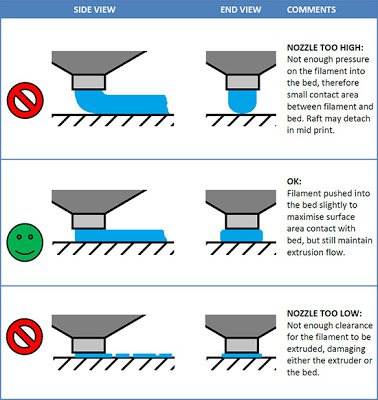 SIDE VIEW END VIEW COMMENTS
NOZZLE TOO HIGH:
Not enough pressure
on the filament into
the bed, therefore
small contact area
between filament and
bed. Raft may detach
in mid print.
OK:
Filament pushed into
the bed slightly to
maximise surface
area contact with
bed, but still maintain
extrusion flow.
NOZZLE TOO LOW:
Not enough clearance
for the filament to be
extruded, damaging
either the extruder or
the bed.